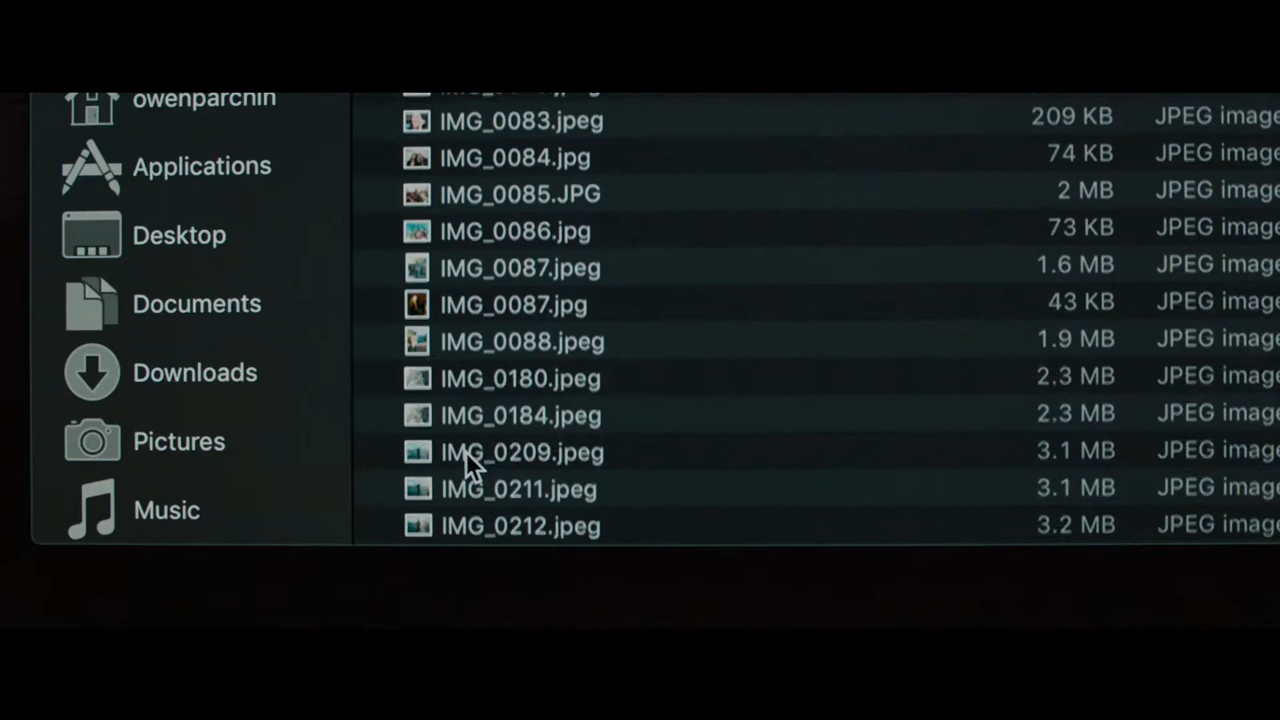 owenparchin
Applications
Desktop
Documents
Downloads
Pictures
Music
IMG_0083.jpeg 209 KB JPEG image
IMG_0084.jpg 74 KB JPEG image
IMG_0085.JPG 2 MB JPEG image
IMG_0086.jpg 73 KB JPEG image
IMG_0087.jpeg 1.6 MB JPEG image
IMG_0087.jpg 43 KB JPEG image
IMG_0088.jpeg 1.9 MB JPEG image
IMG_0180.jpeg 2.3 MB JPEG image
IMG_0184.jpeg 2.3 MB JPEG image
IMG_0209.jpeg 3.1 MB JPEG image
IMG_0211.jpeg 3.1 MB JPEG image
IMG_0212.jpeg 3.2 MB JPEG image